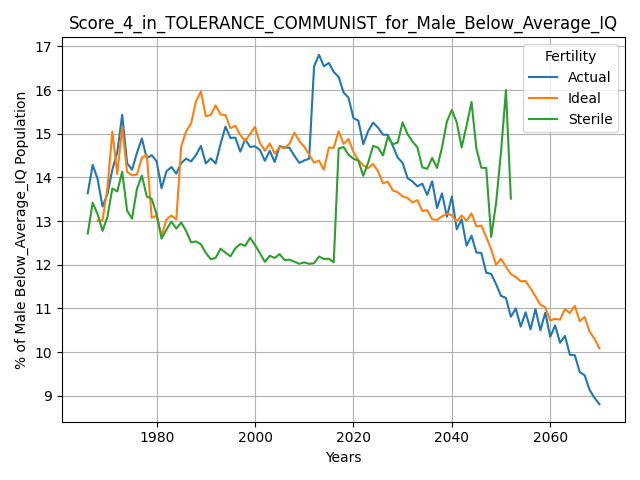 Score_4_in_TOLERANCE_COMMUNIST_for_Male_Below_Average_IQ
Fertility
Actual
Ideal
Sterile
% of Male Below_Average_IQ Population
17
16
15
14
13
12
11
10
9
1980
2000
2020
2040
2060
Years